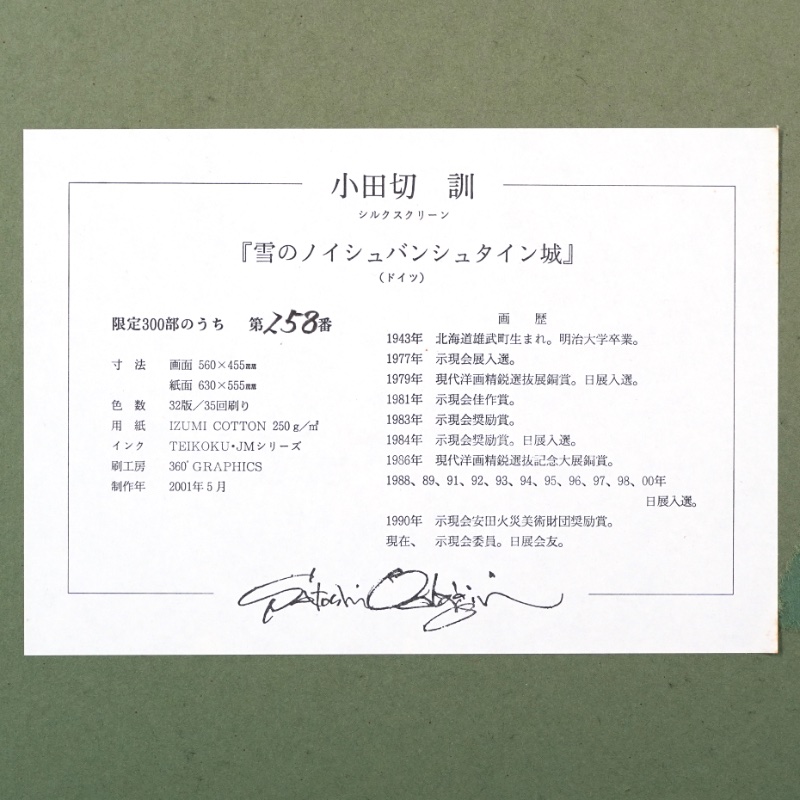 小田切 訓
シルクスクリーン
『雪のノイシュバンシュタイン城』
(ドイツ)
限定300部のうち 第258番
寸 法 画面 560×455㎜
紙面 630×555㎜
色 数 32版/35回刷り
用 紙 IZUMI COTTON 250g/㎡
インク TEIKOKU・JMシリーズ
刷工房 360°GRAPHICS
制作年 2001年5月
画 歴
1943年 北海道雄武町生まれ。明治大学卒業。
1977年 示現会展入選。
1979年 現代洋画精鋭選抜展銅賞。日展入選。
1981年 示現会佳作賞。
1983年 示現会奨励賞。
1984年 示現会奨励賞。日展入選。
1986年 現代洋画精鋭選抜記念大展銅賞。
1988、89、91、92、93、94、95、96、97、98、00年
日展入選。
1990年 示現会安田火災美術財団奨励賞。
現在、 示現会委員。日展会友。
Satoshi Otagiri